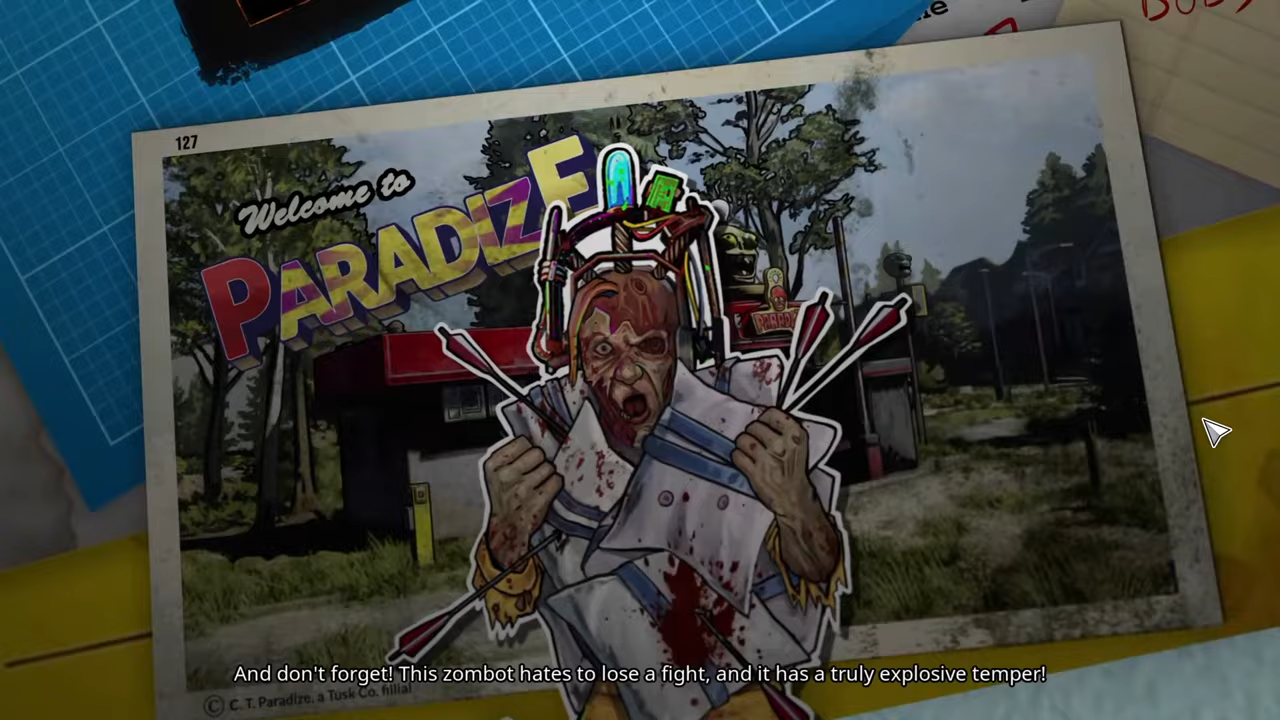 127
Welcome to
PARADIZE
And don't forget! This zombot hates to lose a fight, and it has a truly explosive temper!
© C. T. Paradize, a Tusk Co. filial